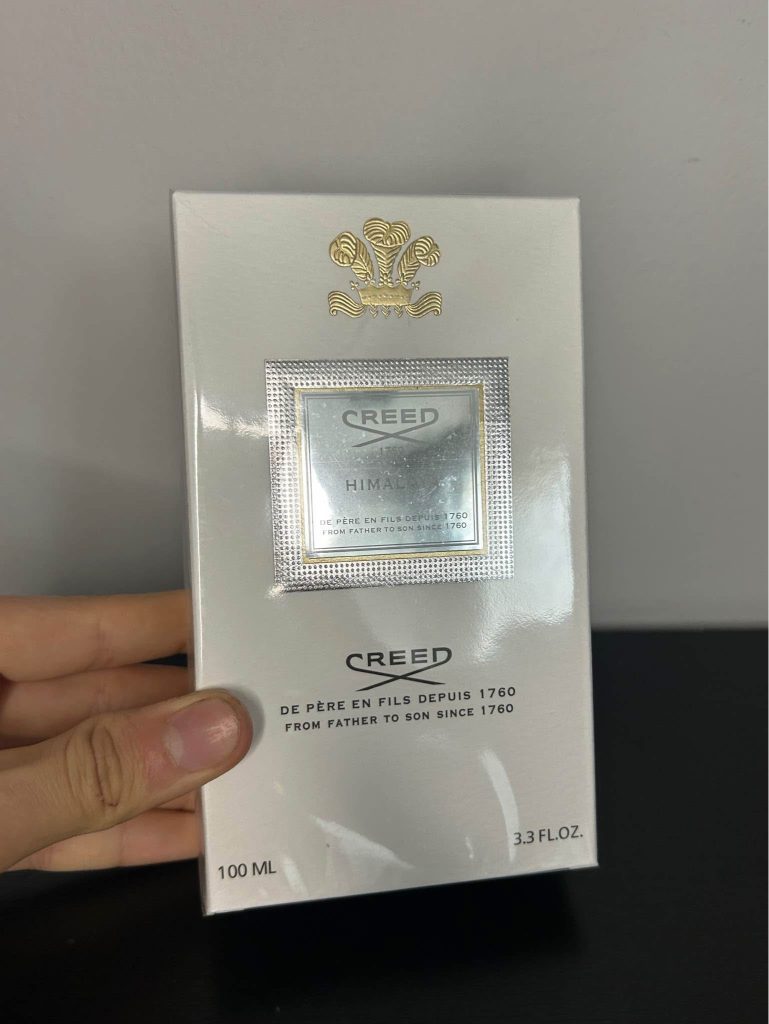 CREED
HIMALAYA
DE PÈRE EN FILS DEPUIS 1760
FROM FATHER TO SON SINCE 1760
CREED
DE PÈRE EN FILS DEPUIS 1760
FROM FATHER TO SON SINCE 1760
100 ML
3.3 FL.OZ.